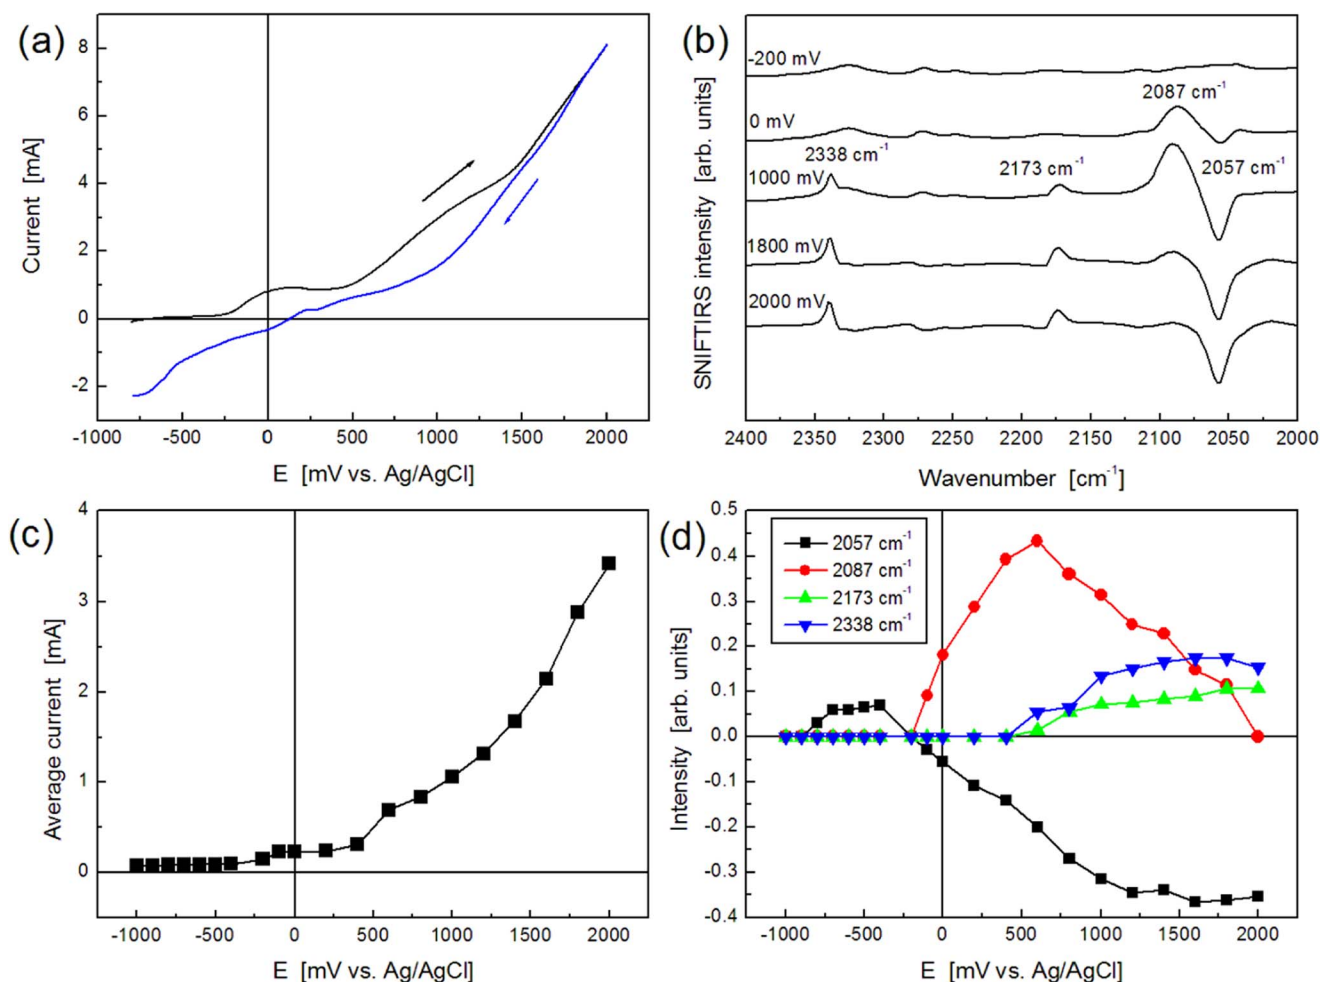 (a)
8
6
4
2
0
-2
Current [mA]
-1000 -500 0 500 1000 1500 2000
E [mV vs. Ag/AgCl]
(b)
SNIFTIRS intensity [arb. units]
-200 mV
0 mV
1000 mV
1800 mV
2000 mV
2087 cm⁻¹
2338 cm⁻¹
2173 cm⁻¹
2057 cm⁻¹
2400 2350 2300 2250 2200 2150 2100 2050 2000
Wavenumber [cm⁻¹]
(c)
4
3
2
1
0
Average current [mA]
-1000 -500 0 500 1000 1500 2000
E [mV vs. Ag/AgCl]
(d)
0.5
0.4
0.3
0.2
0.1
0.0
-0.1
-0.2
-0.3
-0.4
Intensity [arb. units]
2057 cm⁻¹
2087 cm⁻¹
2173 cm⁻¹
2338 cm⁻¹
-1000 -500 0 500 1000 1500 2000
E [mV vs. Ag/AgCl]